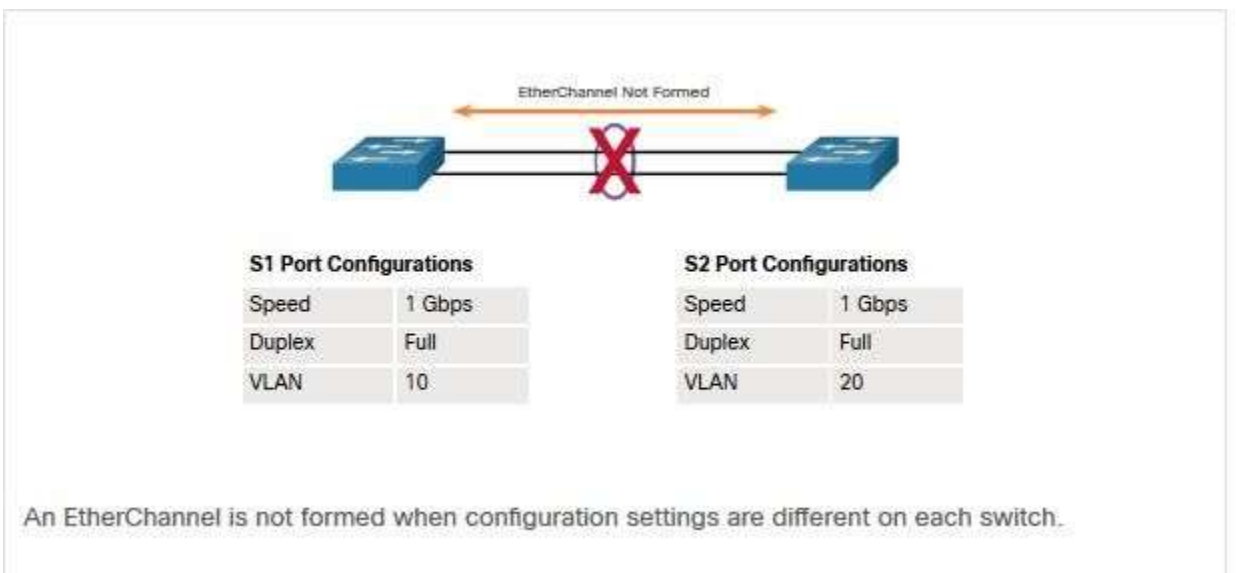 EtherChannel Not Formed
S1 Port Configurations
Speed 1 Gbps
Duplex Full
VLAN 10
S2 Port Configurations
Speed 1 Gbps
Duplex Full
VLAN 20
An EtherChannel is not formed when configuration settings are different on each switch.